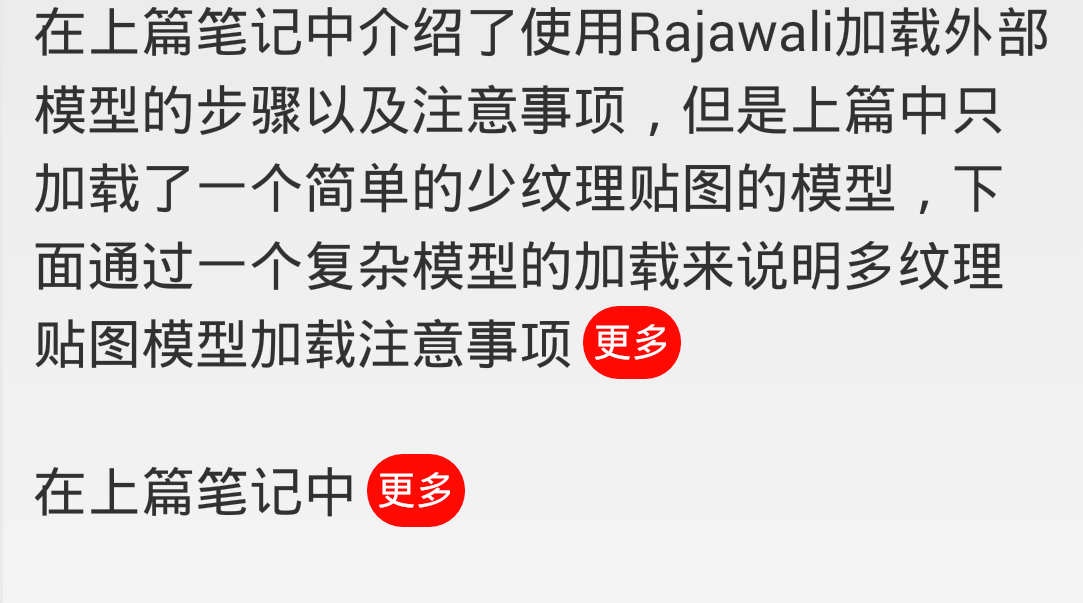 在上篇笔记中介绍了使用Rajawali加载外部
模型的步骤以及注意事项，但是上篇中只
加载了一个简单的少纹理贴图的模型，下
面通过一个复杂模型的加载来说明多纹理
贴图模型加载注意事项 更多
在上篇笔记中 更多